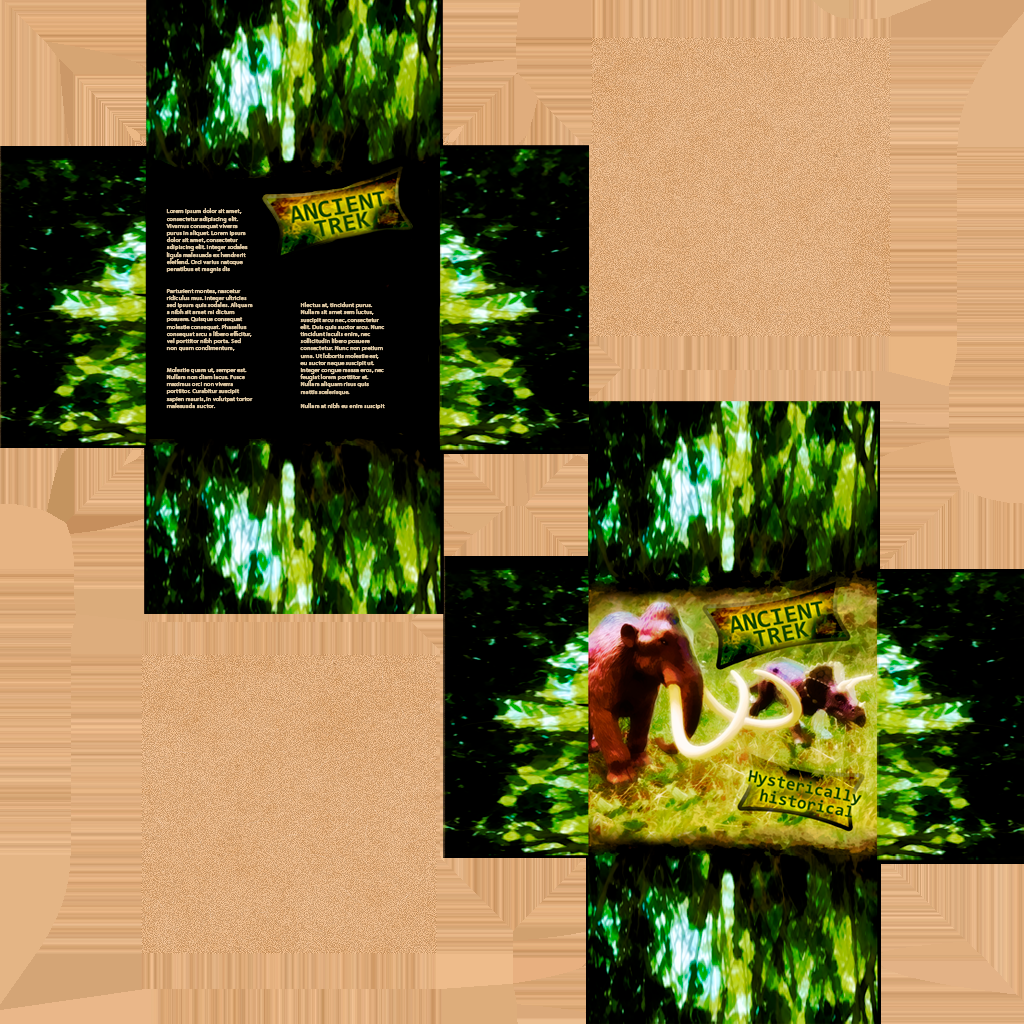 ANCIENT
TREK
Lorem ipsum dolor sit amet,
consectetur adipiscing elit.
Vivamus consequat viverra
purus in aliquet. Lorem ipsum
dolor sit amet, consectetur
adipiscing elit. Integer sodales
ligula malesuada ex hendrerit
eleifend. Orci varius natoque
penatibus et magnis dis
Parturient montes, nascetur
ridiculus mus. Integer ultricies
sed ipsum quis sodales. Aliquam
a nibh sit amet mi dictum
posuere. Quisque consequat
molestie consequat. Phasellus
consequat arcu a libero efficitur,
vel porttitor nibh porta. Sed
non quam condimentum,
Molestie quam ut, semper est.
Nullam non diam lacus. Fusce
maximus orci non viverra
porttitor. Curabitur suscipit
sapien mauris, in volutpat tortor
malesuada auctor.
Hlectus at, tincidunt purus.
Nullam sit amet sem luctus,
suscipit arcu nec, consectetur
elit. Duis quis auctor arcu. Nunc
tincidunt iaculis enim, nec
sollicitudin libero posuere
consectetur. Nunc non pretium
urna. Ut lobortis molestie est,
eu auctor neque suscipit ut.
Integer congue massa eros, nec
feugiat lorem porttitor at.
Nullam aliquam risus quis
mattis scelerisque.
Nullam at nibh eu enim suscipit
ANCIENT
TREK
Hysterically
historical